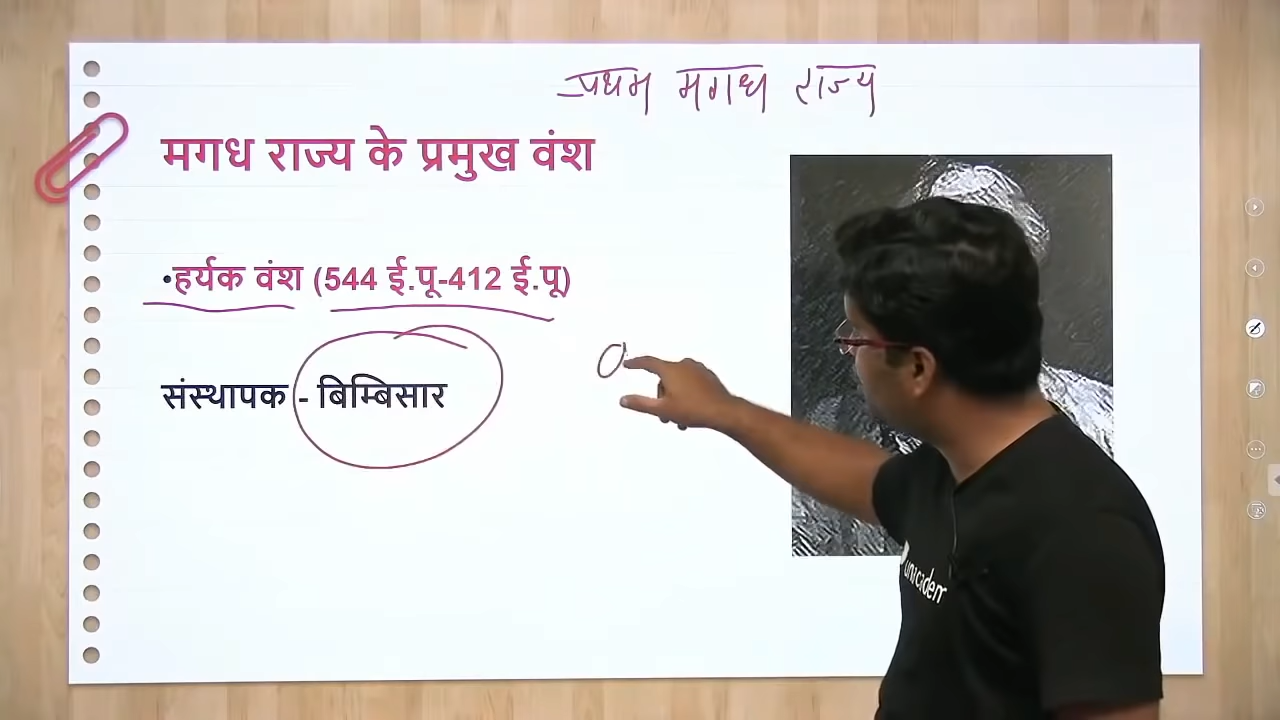 प्रथम मगध राज्य
मगध राज्य के प्रमुख वंश
•हर्यक वंश (544 ई.पू-412 ई.पू)
संस्थापक - बिम्बिसार